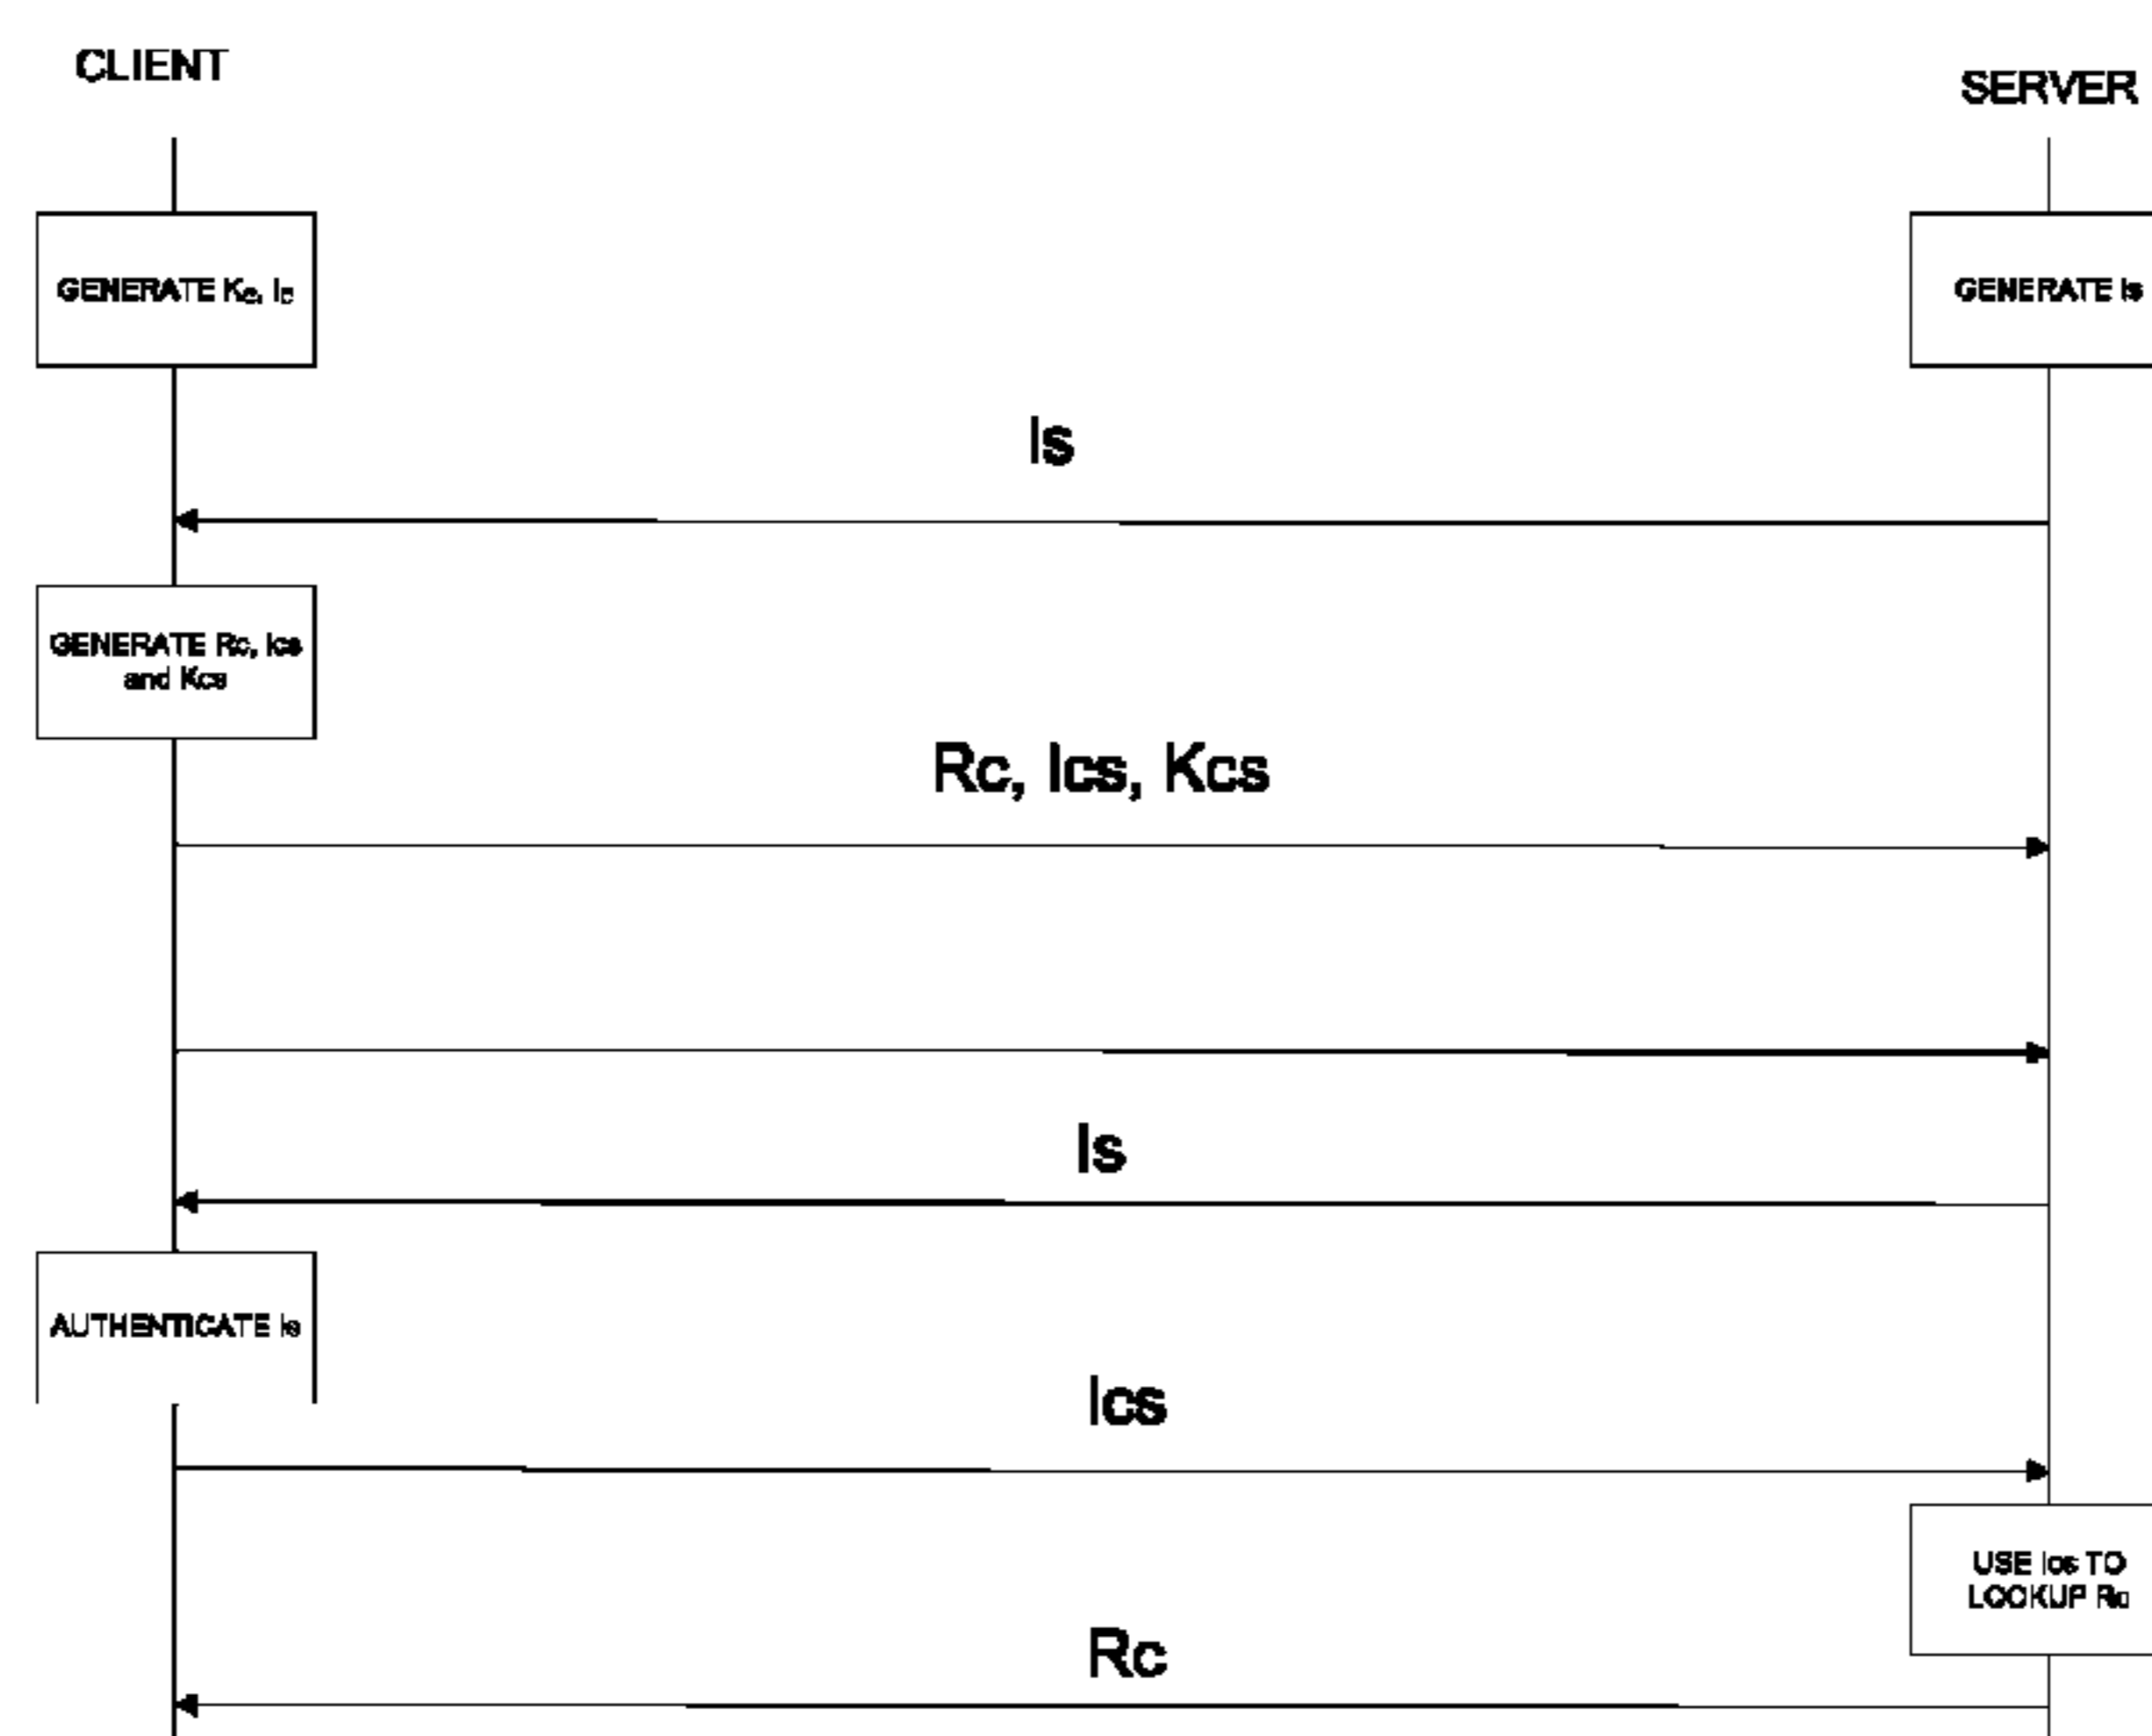 CLIENT
SERVER
GENERATE Kc, Ic
GENERATE Is
Is
GENERATE Rc, Ics
and Kcs
Rc, Ics, Kcs
Is
AUTHENTICATE Is
Ics
USE Ics TO
LOOKUP Rc
Rc